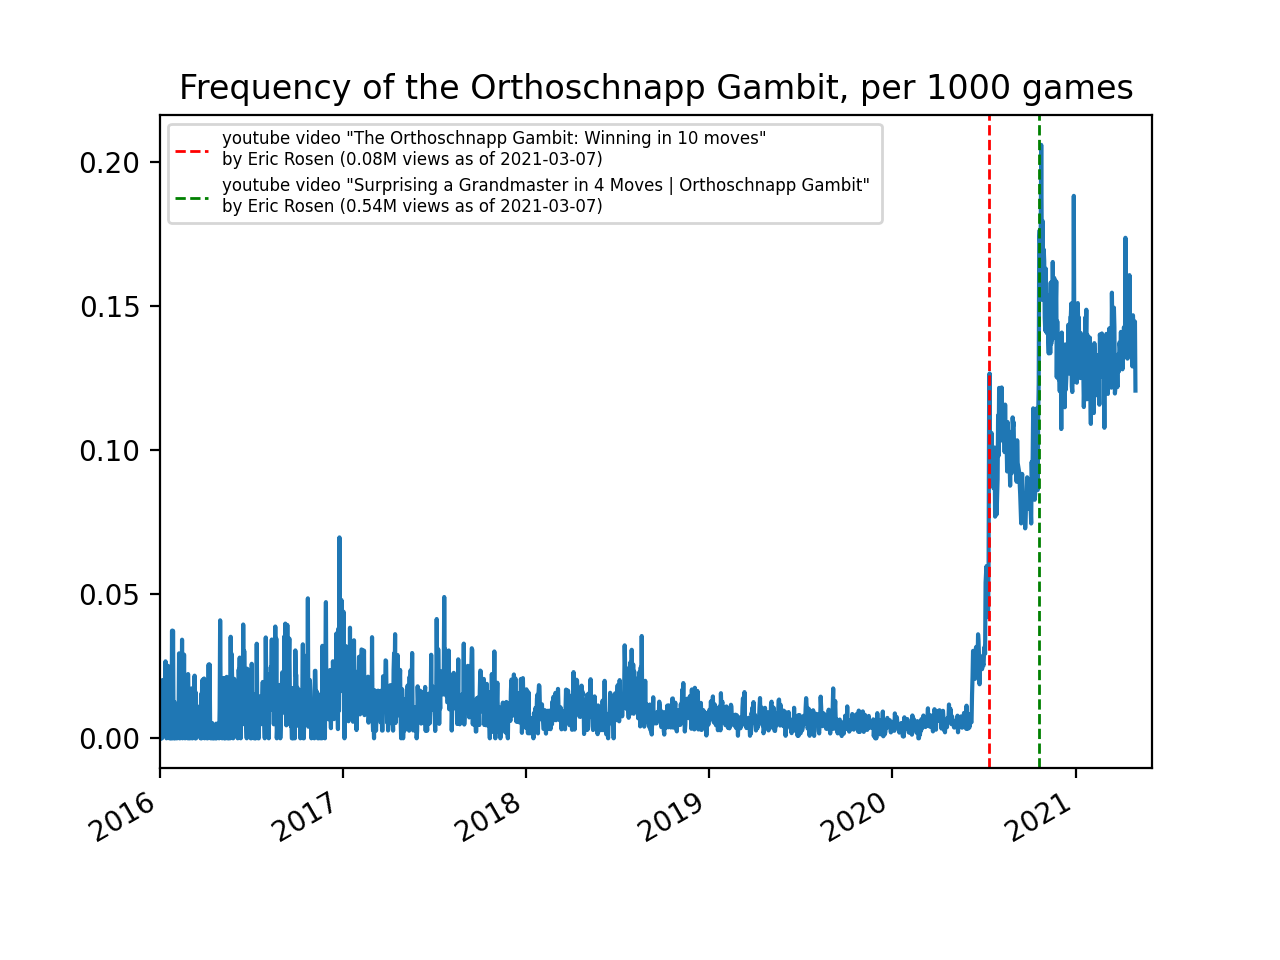 Frequency of the Orthoschnapp Gambit, per 1000 games
youtube video "The Orthoschnapp Gambit: Winning in 10 moves"
by Eric Rosen (0.08M views as of 2021-03-07)
youtube video "Surprising a Grandmaster in 4 Moves | Orthoschnapp Gambit"
by Eric Rosen (0.54M views as of 2021-03-07)
0.20
0.15
0.10
0.05
0.00
2016
2017
2018
2019
2020
2021